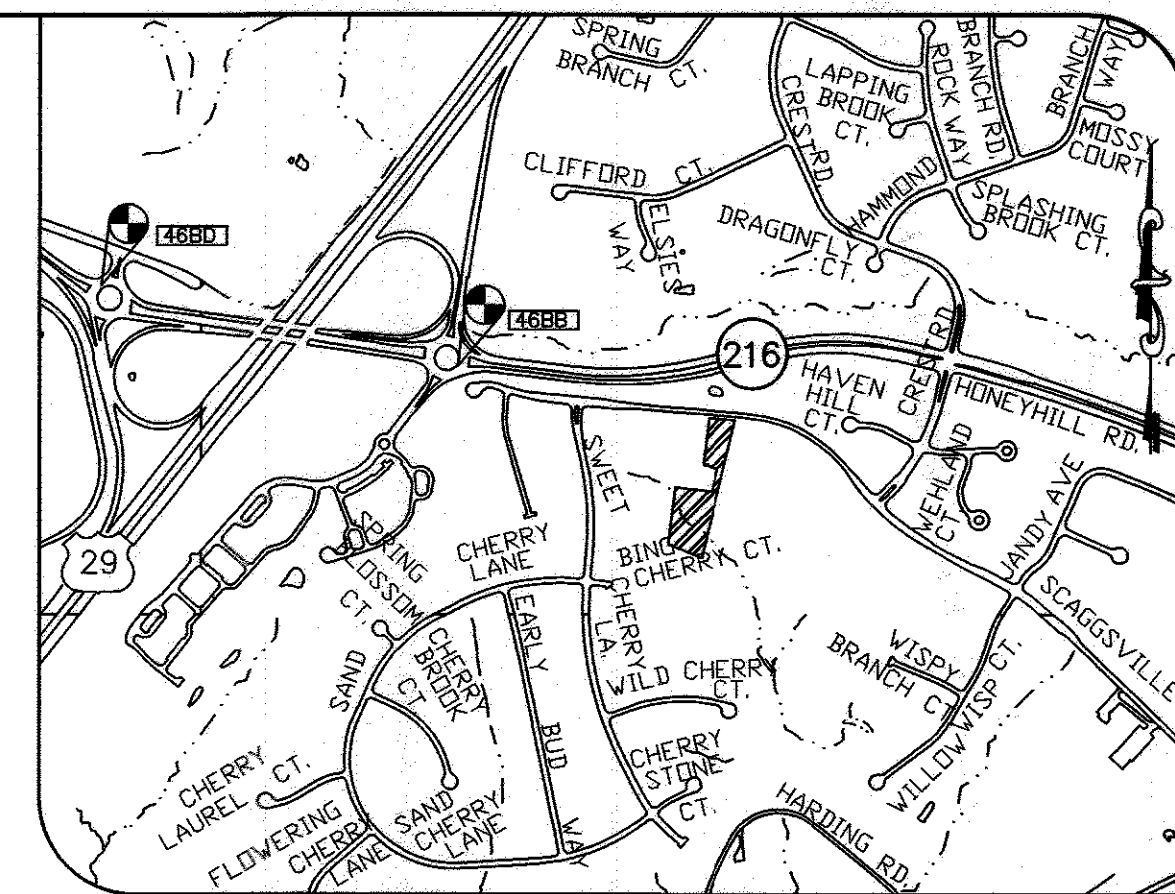 SPRING
BRANCH CT.
LAPPING
BROOK
CT.
CREST RD.
ROCK WAY
BRANCH RD.
BRANCH
WAY
MOSSY
COURT
CLIFFORD CT.
ELSIES
WAY
HAMMOND
DRAGONFLY
CT.
SPLASHING
BROOK CT.
46BD
46BB
216
HAVEN
HILL
CT.
CREST RD
HONEYHILL RD.
WEHLAND
CT
JANDY AVE
SCAGGSVILLE
29
SWEET
CHERRY
LA.
BING
CHERRY CT.
CHERRY
LANE
SAND
SPRING
BLOSSOM
CT.
EARLY BUD WAY
CHERRY
BROOK
CT
WILD CHERRY
CT.
WISPY
BRANCH CT
WILLOW WISP CT.
CHERRY
STONE
CT.
CHERRY
LAUREL CT.
FLOWERING
CHERRY
LANE
SAND
CHERRY
LANE
HARDING RD.